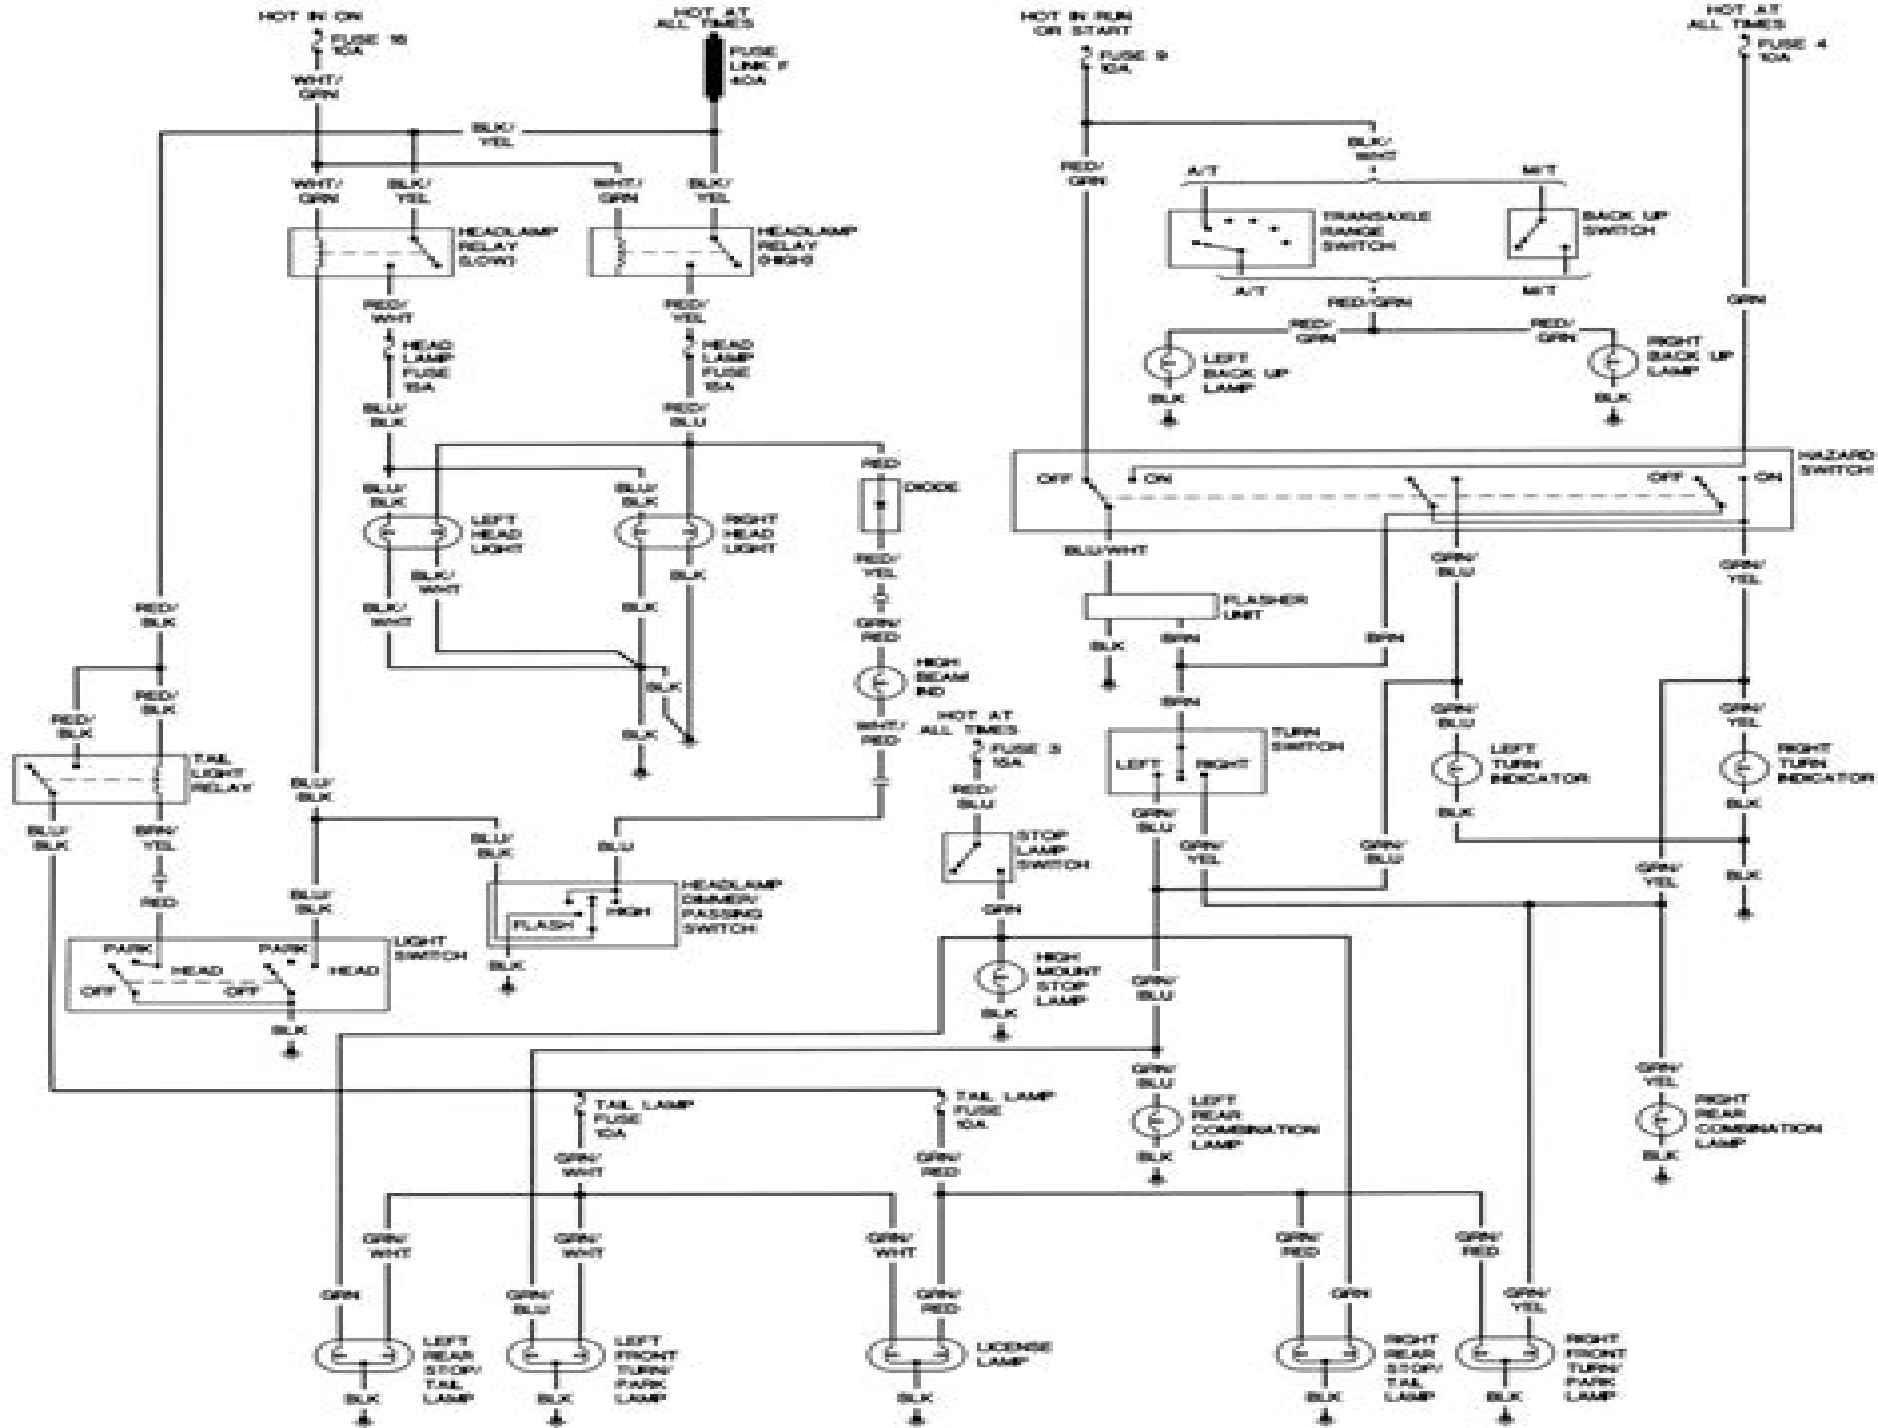 HOT IN ON
FUSE 16
10A
WHT/
GRN
HOT AT
ALL TIMES
FUSE
LINK F
40A
HOT IN RUN
OR START
FUSE 9
10A
HOT AT
ALL TIMES
FUSE 4
10A
BLK/
YEL
WHT/
GRN
BLK/
YEL
WHT/
GRN
BLK/
YEL
HEADLAMP
RELAY
(LOW)
HEADLAMP
RELAY
(HIGH)
RED/
GRN
BLK/
WHT
A/T
M/T
TRANSAXLE
RANGE
SWITCH
BACK UP
SWITCH
A/T
M/T
RED/GRN
GRN
RED/
GRN
RED/
GRN
LEFT
BACK UP
LAMP
RIGHT
BACK UP
LAMP
BLK
BLK
RED/
WHT
RED/
YEL
HEAD
LAMP
FUSE
15A
HEAD
LAMP
FUSE
15A
BLU/
BLK
RED/
BLU
RED
DIODE
BLU/
BLK
BLU/
BLK
LEFT
HEAD
LIGHT
RIGHT
HEAD
LIGHT
OFF
ON
OFF
ON
HAZARD
SWITCH
BLK/
WHT
BLK/
WHT
BLK
BLK
BLK
BLK
RED/
YEL
GRN/
RED
HIGH
BEAM
IND
WHT/
RED
BLU/WHT
GRN/
BLU
GRN/
YEL
FLASHER
UNIT
BLK
BRN
BRN
BRN
RED/
BLK
RED/
BLK
RED/
BLK
TAIL
LIGHT
RELAY
BLU/
BLK
BRN/
YEL
RED
BLU/
BLK
BLU/
BLK
BLU/
BLK
BLU
HOT AT
ALL TIMES
FUSE 3
15A
RED/
BLU
STOP
LAMP
SWITCH
GRN
TURN
SWITCH
LEFT
RIGHT
GRN/
BLU
GRN/
YEL
GRN/
BLU
GRN/
BLU
LEFT
TURN
INDICATOR
BLK
GRN/
YEL
RIGHT
TURN
INDICATOR
BLK
BLK
GRN/
YEL
HEADLAMP
DIMMER/
PASSING
SWITCH
FLASH
HIGH
BLK
PARK
HEAD
OFF
PARK
HEAD
OFF
LIGHT
SWITCH
BLK
HIGH
MOUNT
STOP
LAMP
BLK
GRN/
BLU
GRN/
BLU
LEFT
REAR
COMBINATION
LAMP
BLK
GRN/
YEL
RIGHT
REAR
COMBINATION
LAMP
BLK
TAIL LAMP
FUSE
10A
TAIL LAMP
FUSE
10A
GRN/
WHT
GRN/
RED
GRN/
WHT
GRN/
WHT
GRN/
WHT
GRN/
RED
GRN/
RED
GRN
GRN/
BLU
GRN/
RED
GRN
GRN/
YEL
LEFT
REAR
STOP/
TAIL
LAMP
LEFT
FRONT
TURN/
PARK
LAMP
LICENSE
LAMP
RIGHT
REAR
STOP/
TAIL
LAMP
RIGHT
FRONT
TURN/
PARK
LAMP
BLK
BLK
BLK
BLK
BLK